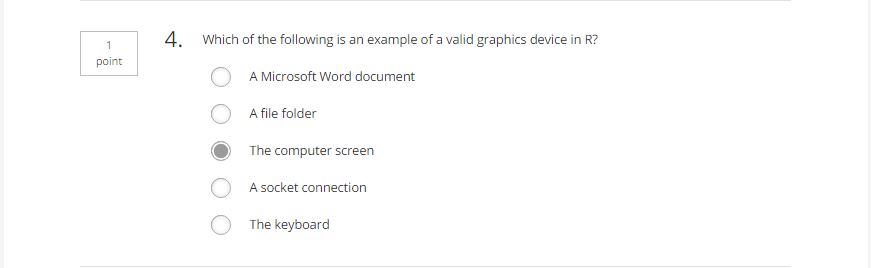 1
point
4. Which of the following is an example of a valid graphics device in R?
A Microsoft Word document
A file folder
The computer screen
A socket connection
The keyboard